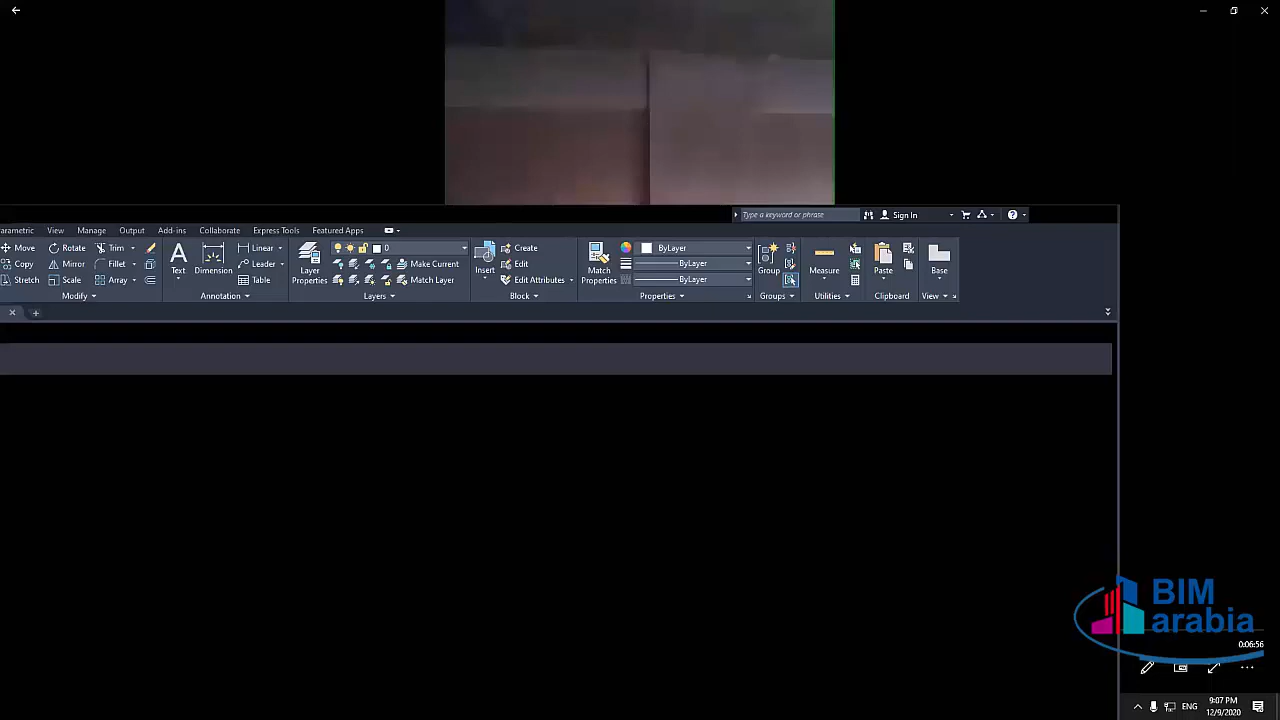 Type a keyword or phrase
Sign In
arametric View Manage Output Add-ins Collaborate Express Tools Featured Apps
Move Rotate Trim
Copy Mirror Fillet
Stretch Scale Array
Modify
Text
Dimension
Linear
Leader
Table
Annotation
Layer
Properties
0
Make Current
Match Layer
Layers
Insert
Create
Edit
Edit Attributes
Block
Match
Properties
ByLayer
ByLayer
ByLayer
Properties
Group
Groups
Measure
Utilities
Paste
Clipboard
Base
View
BIM
arabia
0:06:56
ENG
9:07 PM
12/9/2020